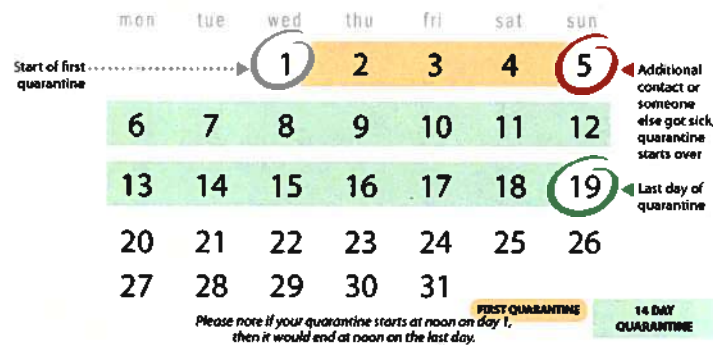 mon tue wed thu fri sat sun
Start of first
quarantine
1 2 3 4 5
Additional
contact or
someone
else got sick,
quarantine
starts over
6 7 8 9 10 11 12
13 14 15 16 17 18 19
Last day of
quarantine
20 21 22 23 24 25 26
27 28 29 30 31
FIRST QUARANTINE
14 DAY
QUARANTINE
Please note if your quarantine starts at noon on day 1,
then it would end at noon on the last day.